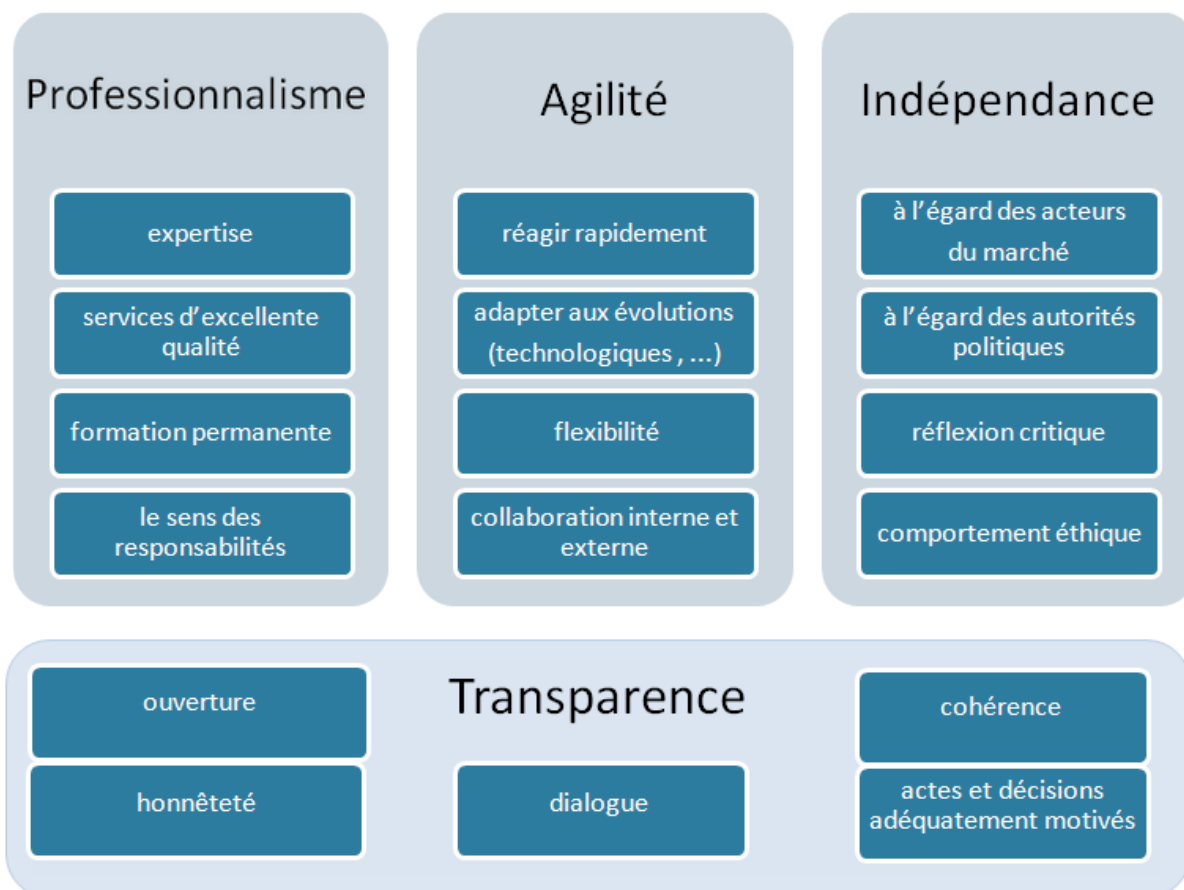 Professionnalisme
expertise
services d’excellente
qualité
formation permanente
le sens des
responsabilités
Agilité
réagir rapidement
adapter aux évolutions
(technologiques , ...)
flexibilité
collaboration interne et
externe
Indépendance
à l’égard des acteurs
du marché
à l’égard des autorités
politiques
réflexion critique
comportement éthique
Transparence
ouverture
honnêteté
dialogue
cohérence
actes et décisions
adéquatement motivés